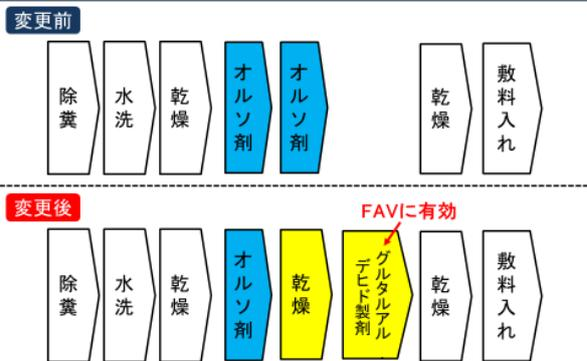 変更前
除糞
水洗
乾燥
オルソ剤
オルソ剤
乾燥
敷料入れ
変更後
FAVに有効
除糞
水洗
乾燥
オルソ剤
乾燥
グルタルアル
デヒド製剤
乾燥
敷料入れ